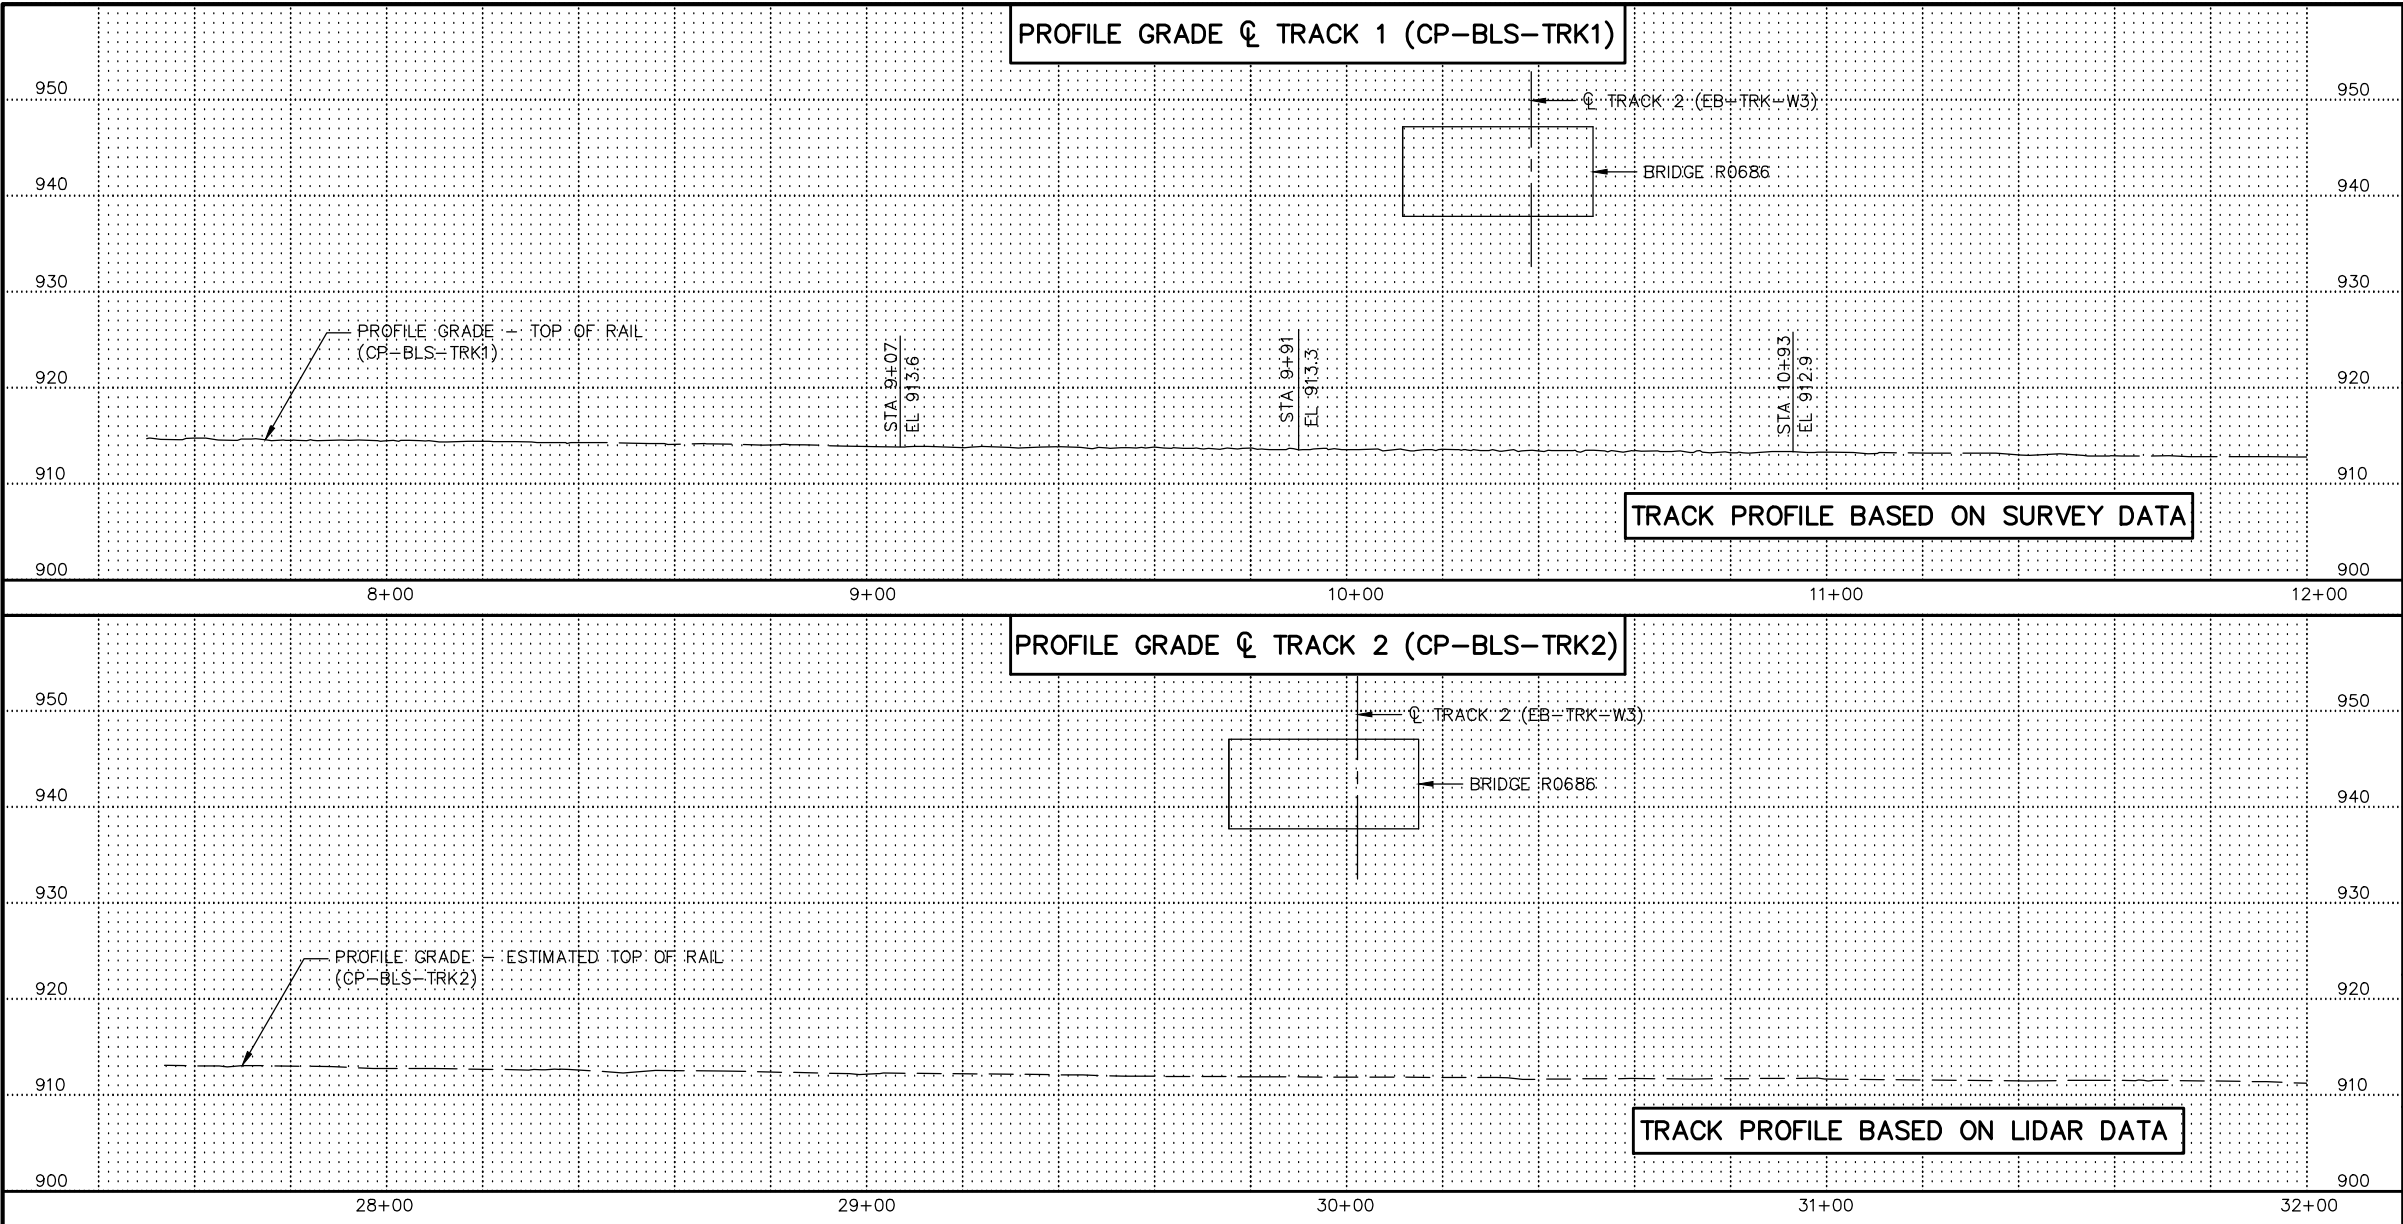 PROFILE GRADE ℄ TRACK 1 (CP-BLS-TRK1)
950
950
℄ TRACK 2 (EB-TRK-W3)
BRIDGE R0686
940
940
930
930
PROFILE GRADE - TOP OF RAIL
(CP-BLS-TRK1)
STA 9+07
EL 913.6
STA 9+91
EL 913.3
STA 10+93
EL 912.9
920
920
910
910
TRACK PROFILE BASED ON SURVEY DATA
900
900
8+00
9+00
10+00
11+00
12+00
PROFILE GRADE ℄ TRACK 2 (CP-BLS-TRK2)
950
950
℄ TRACK 2 (EB-TRK-W3)
BRIDGE R0686
940
940
930
930
PROFILE GRADE - ESTIMATED TOP OF RAIL
(CP-BLS-TRK2)
920
920
910
910
TRACK PROFILE BASED ON LIDAR DATA
900
900
28+00
29+00
30+00
31+00
32+00